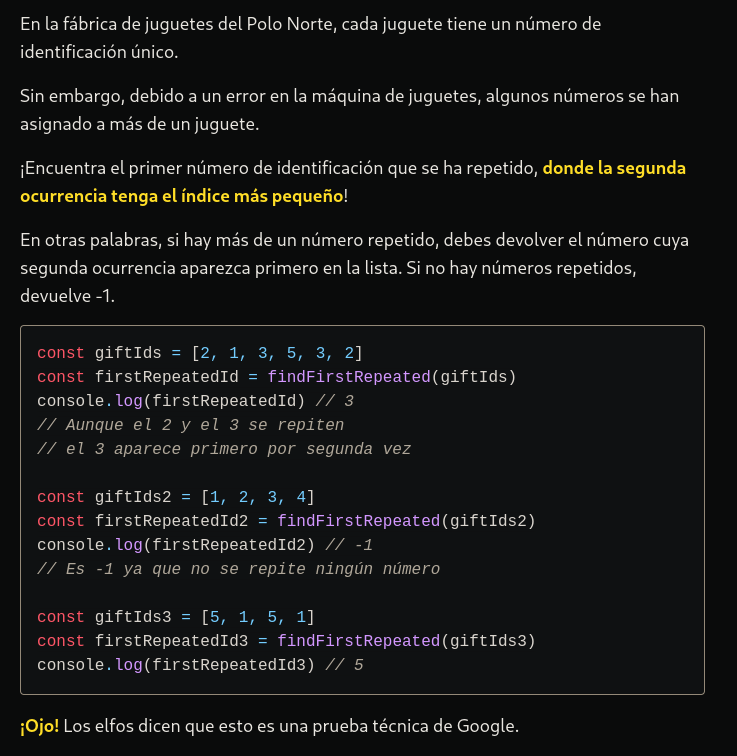 En la fábrica de juguetes del Polo Norte, cada juguete tiene un número de
identificación único.
Sin embargo, debido a un error en la máquina de juguetes, algunos números se han
asignado a más de un juguete.
¡Encuentra el primer número de identificación que se ha repetido, donde la segunda
ocurrencia tenga el índice más pequeño!
En otras palabras, si hay más de un número repetido, debes devolver el número cuya
segunda ocurrencia aparezca primero en la lista. Si no hay números repetidos,
devuelve -1.
const giftIds = [2, 1, 3, 5, 3, 2]
const firstRepeatedId = findFirstRepeated(giftIds)
console.log(firstRepeatedId) // 3
// Aunque el 2 y el 3 se repiten
// el 3 aparece primero por segunda vez
const giftIds2 = [1, 2, 3, 4]
const firstRepeatedId2 = findFirstRepeated(giftIds2)
console.log(firstRepeatedId2) // -1
// Es -1 ya que no se repite ningún número
const giftIds3 = [5, 1, 5, 1]
const firstRepeatedId3 = findFirstRepeated(giftIds3)
console.log(firstRepeatedId3) // 5
¡Ojo! Los elfos dicen que esto es una prueba técnica de Google.